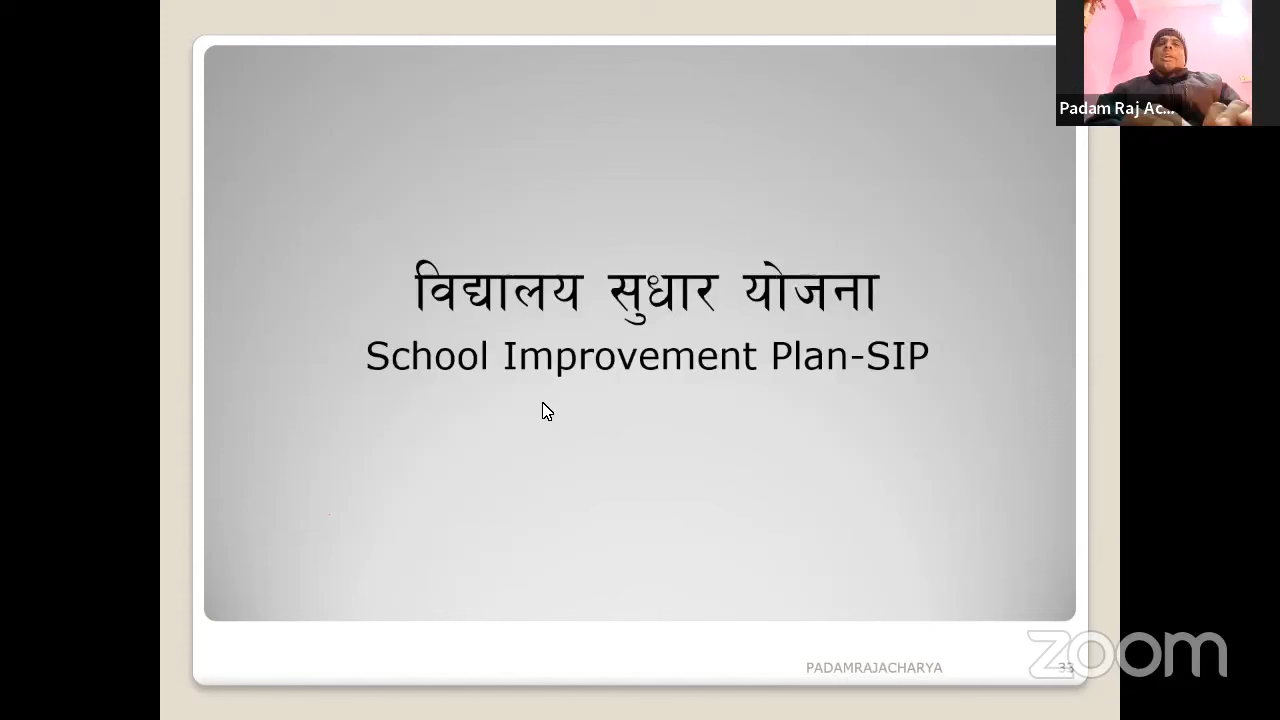 Padam Raj Ac...
विद्यालय सुधार योजना
School Improvement Plan-SIP
PADAMRAJACHARYA
33
zoom